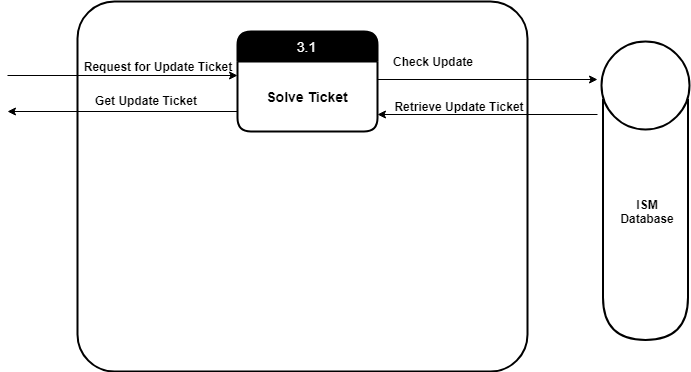 3.1
Request for Update Ticket
Check Update
Solve Ticket
Get Update Ticket
Retrieve Update Ticket
ISM
Database